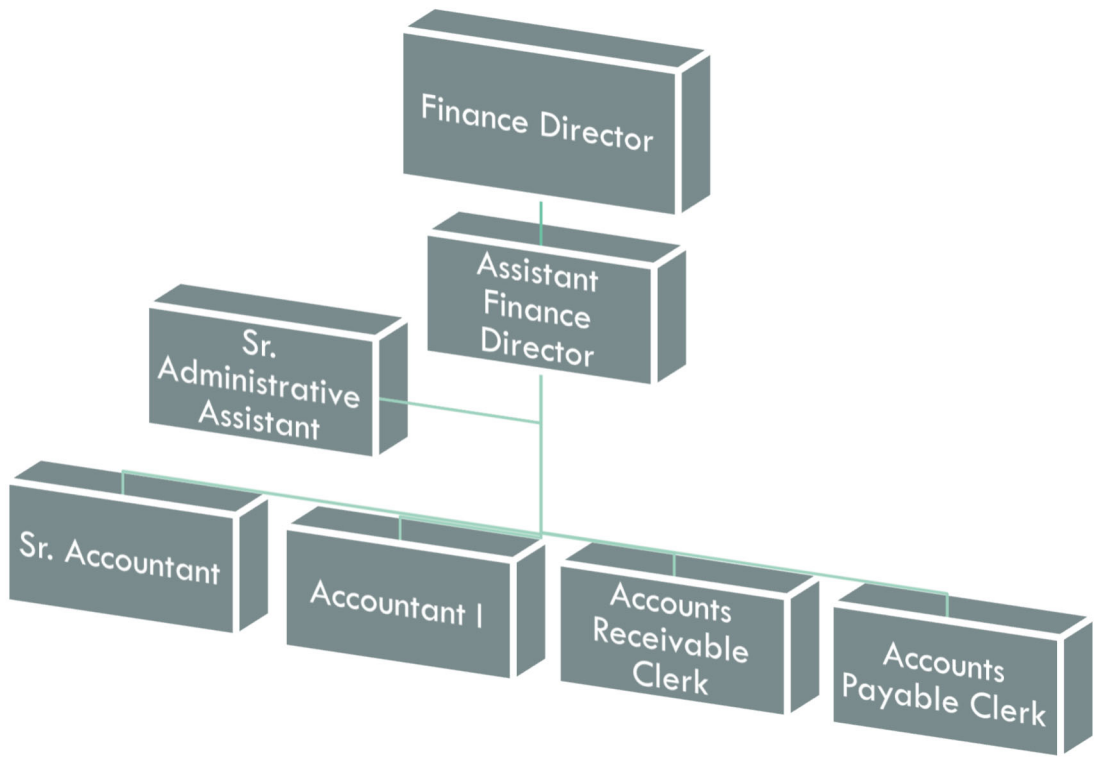 Finance Director
Assistant
Finance
Director
Sr.
Administrative
Assistant
Sr. Accountant
Accountant I
Accounts
Receivable
Clerk
Accounts
Payable Clerk